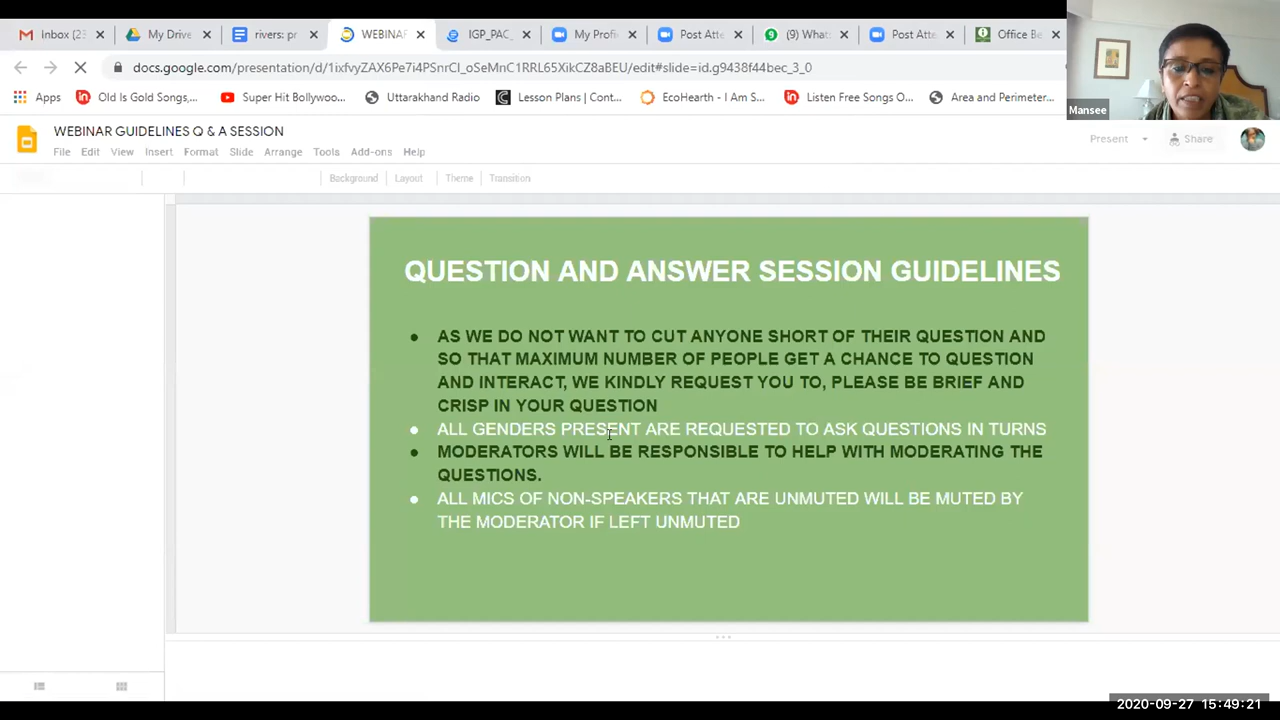 Inbox (23
My Drive
rivers: pr
WEBINAR
IGP_PAC_
My Profi
Post Atte
(9) What
Post Atte
Office Be
docs.google.com/presentation/d/1ixfvyZAX6Pe74PSnrCI_oSeMnC1RRL65XikCZ8aBEU/edit#slide=id.g9438f44bec_3_0
Apps
Old Is Gold Songs,...
Super Hit Bollywoo...
Uttarakhand Radio
Lesson Plans | Cont...
EcoHearth - I Am S...
Listen Free Songs O...
Area and Perimeter...
Mansee
WEBINAR GUIDELINES Q & A SESSION
File Edit View Insert Format Slide Arrange Tools Add-ons Help
Present
Share
Background Layout Theme Transition
QUESTION AND ANSWER SESSION GUIDELINES
● AS WE DO NOT WANT TO CUT ANYONE SHORT OF THEIR QUESTION AND
SO THAT MAXIMUM NUMBER OF PEOPLE GET A CHANCE TO QUESTION
AND INTERACT, WE KINDLY REQUEST YOU TO, PLEASE BE BRIEF AND
CRISP IN YOUR QUESTION
● ALL GENDERS PRESENT ARE REQUESTED TO ASK QUESTIONS IN TURNS
● MODERATORS WILL BE RESPONSIBLE TO HELP WITH MODERATING THE
QUESTIONS.
● ALL MICS OF NON-SPEAKERS THAT ARE UNMUTED WILL BE MUTED BY
THE MODERATOR IF LEFT UNMUTED
2020-09-27 15:49:21